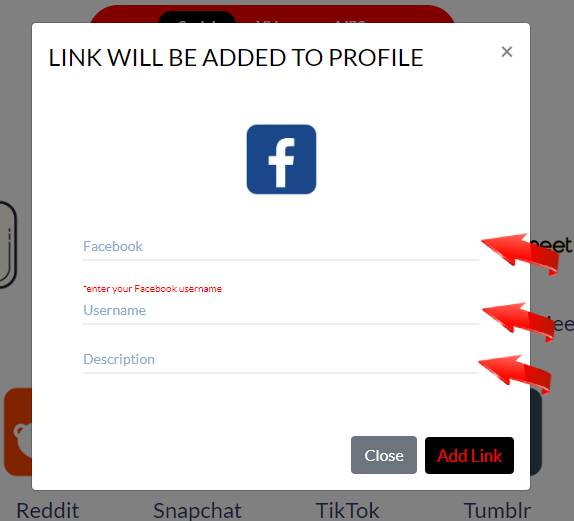 LINK WILL BE ADDED TO PROFILE
×
Facebook
*enter your Facebook username
Username
Description
Close
Add Link
Reddit
Snapchat
TikTok
Tumblr